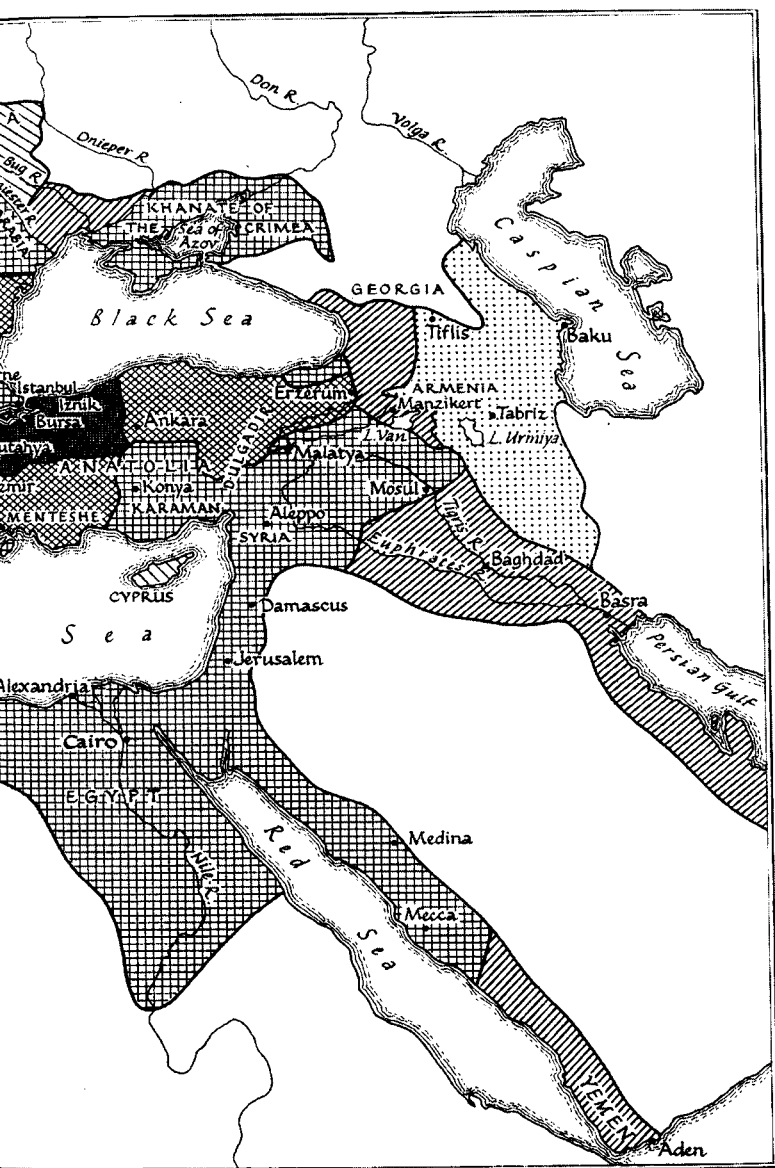 Don R.
Volga R.
A
Dnieper R.
Bug R.
KHANATE OF
THE CRIMEA
Sea of
Azov
Caspian
Sea
Black Sea
GEORGIA
Tiflis
Baku
Istanbul
Iznik
Bursa
Ankara
Erzerum
ARMENIA
Manzikert
Tabriz
L. Van
L. Urmiya
DULGADIR
Malatya
ANATOLIA
Konya
KARAMAN
MENTESHE
Mosul
Aleppo
SYRIA
Tigris R.
Euphrates R.
Baghdad
Basra
CYPRUS
Damascus
Sea
Jerusalem
Persian Gulf
Alexandria
Cairo
EGYPT
Nile R.
Red
Sea
Medina
Mecca
YEMEN
Aden